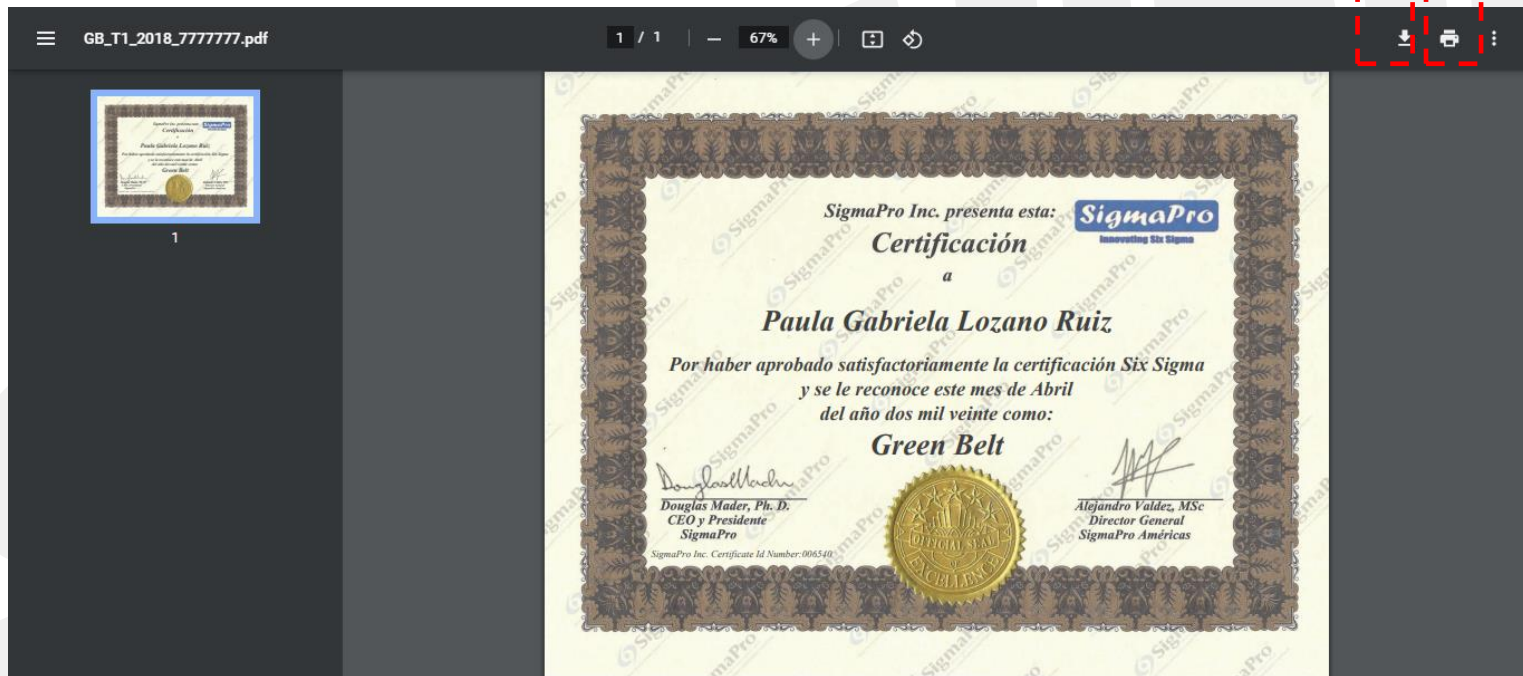 GB_T1_2018_7777777.pdf
1 / 1
67%
1
SigmaPro Inc. presenta esta:
SigmaPro
Innovating Six Sigma
Certificación
a
Paula Gabriela Lozano Ruiz
Por haber aprobado satisfactoriamente la certificación Six Sigma
y se le reconoce este mes de Abril
del año dos mil veinte como:
Green Belt
Douglas Mader, Ph. D.
CEO y Presidente
SigmaPro
Alejandro Valdez, MSc
Director General
SigmaPro Américas
SigmaPro Inc. Certificate Id Number:006540
OFFICIAL SEAL
OF
EXCELLENCE